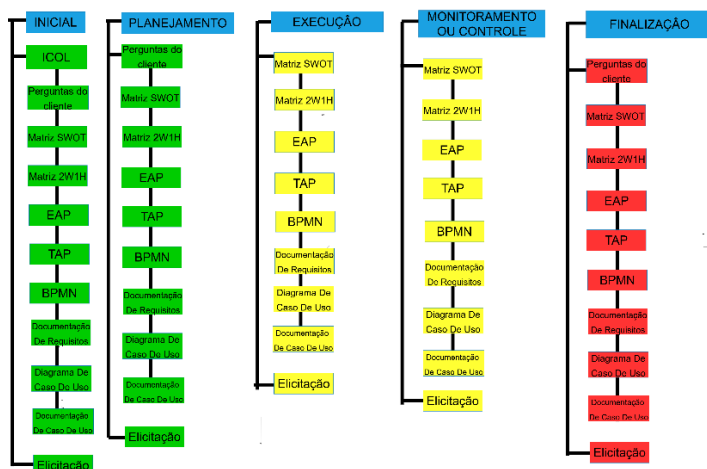 INICIAL
ICOL
Perguntas do
cliente
Matriz SWOT
Matriz 2W1H
EAP
TAP
BPMN
Documentação
De Requisitos
Diagrama De
Caso De Uso
Documentação
De Caso De Uso
Elicitação
PLANEJAMENTO
Perguntas do
cliente
Matriz SWOT
Matriz 2W1H
EAP
TAP
BPMN
Documentação
De Requisitos
Diagrama De
Caso De Uso
Documentação
De Caso De Uso
Elicitação
EXECUÇÂO
Matriz SWOT
Matriz 2W1H
EAP
TAP
BPMN
Documentação
De Requisitos
Diagrama De
Caso De Uso
Documentação
De Caso De Uso
Elicitação
MONITORAMENTO
OU CONTROLE
Matriz SWOT
Matriz 2W1H
EAP
TAP
BPMN
Documentação
De Requisitos
Diagrama De
Caso De Uso
Documentação
De Caso De Uso
Elicitação
FINALIZAÇÂO
Perguntas do
cliente
Matriz SWOT
Matriz 2W1H
EAP
TAP
BPMN
Documentação
De Requisitos
Diagrama De
Caso De Uso
Documentação
De Caso De Uso
Elicitação